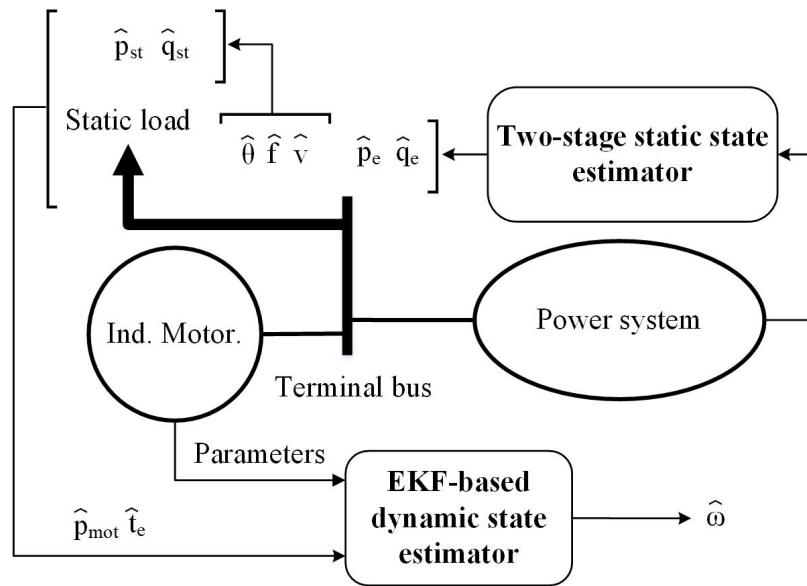 p̂st q̂st
Static load
θ̂ f̂ v̂
p̂e q̂e
Two-stage static state
estimator
Ind. Motor.
Power system
Terminal bus
Parameters
p̂mot t̂e
EKF-based
dynamic state
estimator
ω̂